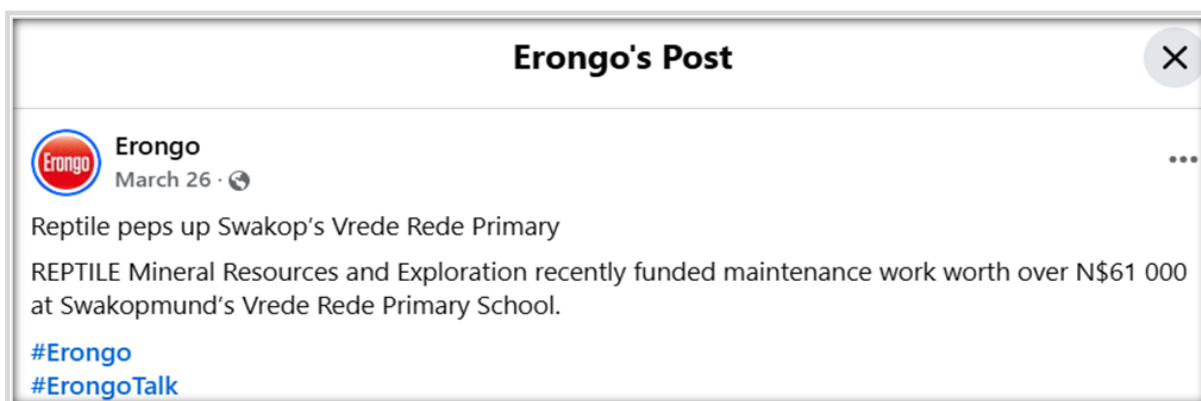 Erongo's Post
Erongo
Erongo
March 26 ·
Reptile peps up Swakop's Vrede Rede Primary
REPTILE Mineral Resources and Exploration recently funded maintenance work worth over N$61 000
at Swakopmund's Vrede Rede Primary School.
#Erongo
#ErongoTalk